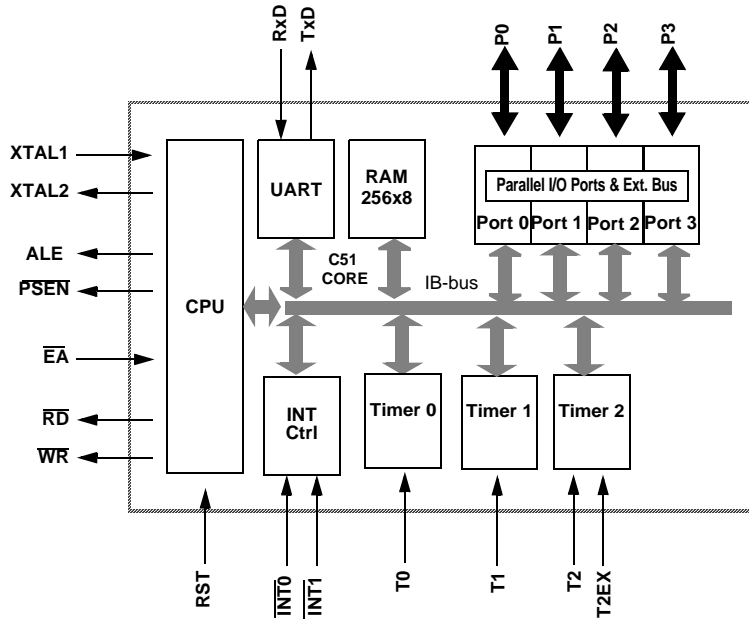 RxD
TxD
P0
P1
P2
P3
XTAL1
XTAL2
ALE
PSEN
EA
RD
WR
CPU
UART
RAM
256x8
Parallel I/O Ports & Ext. Bus
Port 0
Port 1
Port 2
Port 3
C51
CORE
IB-bus
INT
Ctrl
Timer 0
Timer 1
Timer 2
RST
INT0
INT1
T0
T1
T2
T2EX